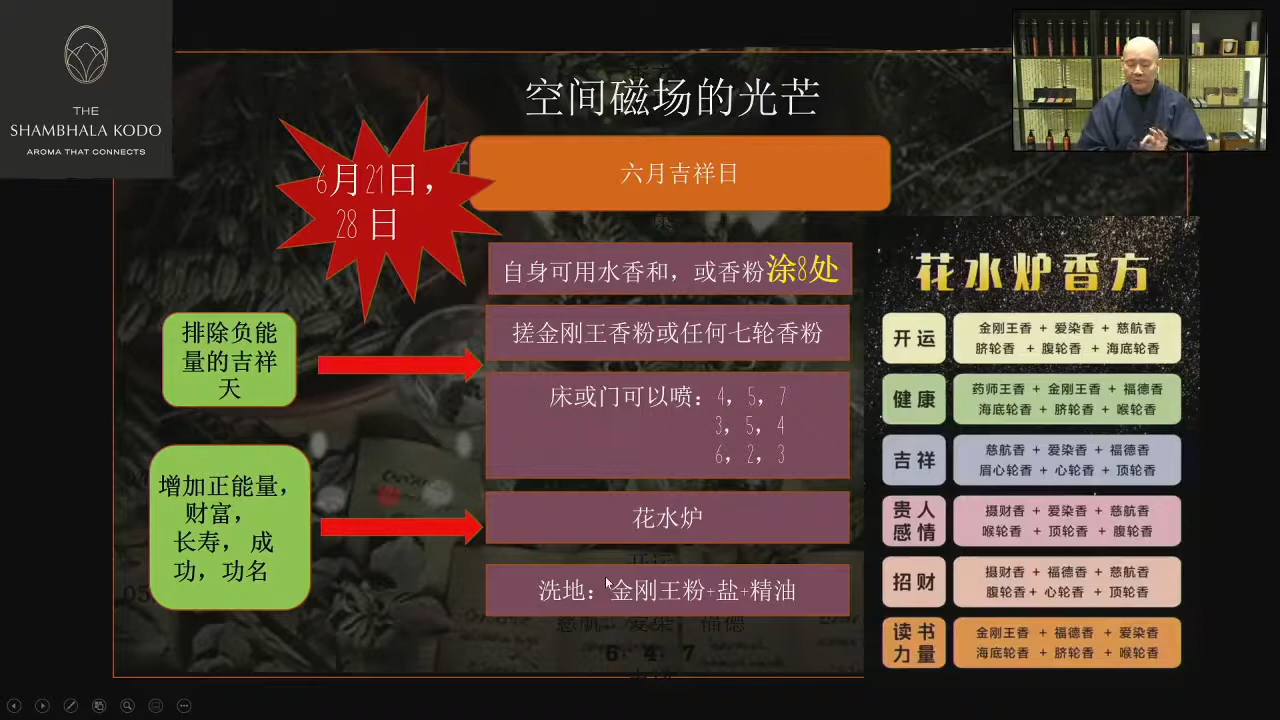 THE
SHAMBHALA KODO
AROMA THAT CONNECTS
空间磁场的光芒
六月吉祥日
6月21日，
28 日
自身可用水香和，或香粉涂8处
搓金刚王香粉或任何七轮香粉
床或门可以喷：4，5，7
3，5，4
6，2，3
花水炉
洗地：金刚王粉+盐+精油
排除负能
量的吉祥
天
增加正能量，
财富，
长寿， 成
功，功名
花水炉香方
开运
金刚王香 + 爱染香 + 慈航香
脐轮香 + 腹轮香 + 海底轮香
健康
药师王香 + 金刚王香 + 福德香
海底轮香 + 脐轮香 + 喉轮香
吉祥
慈航香 + 爱染香 + 福德香
眉心轮香 + 心轮香 + 顶轮香
贵人
感情
摄财香 + 爱染香 + 慈航香
喉轮香 + 顶轮香 + 腹轮香
招财
摄财香 + 福德香 + 慈航香
腹轮香 + 心轮香 + 顶轮香
读书
力量
金刚王香 + 福德香 + 爱染香
海底轮香 + 脐轮香 + 喉轮香
慈航， 爱染， 福德
6， 4， 7